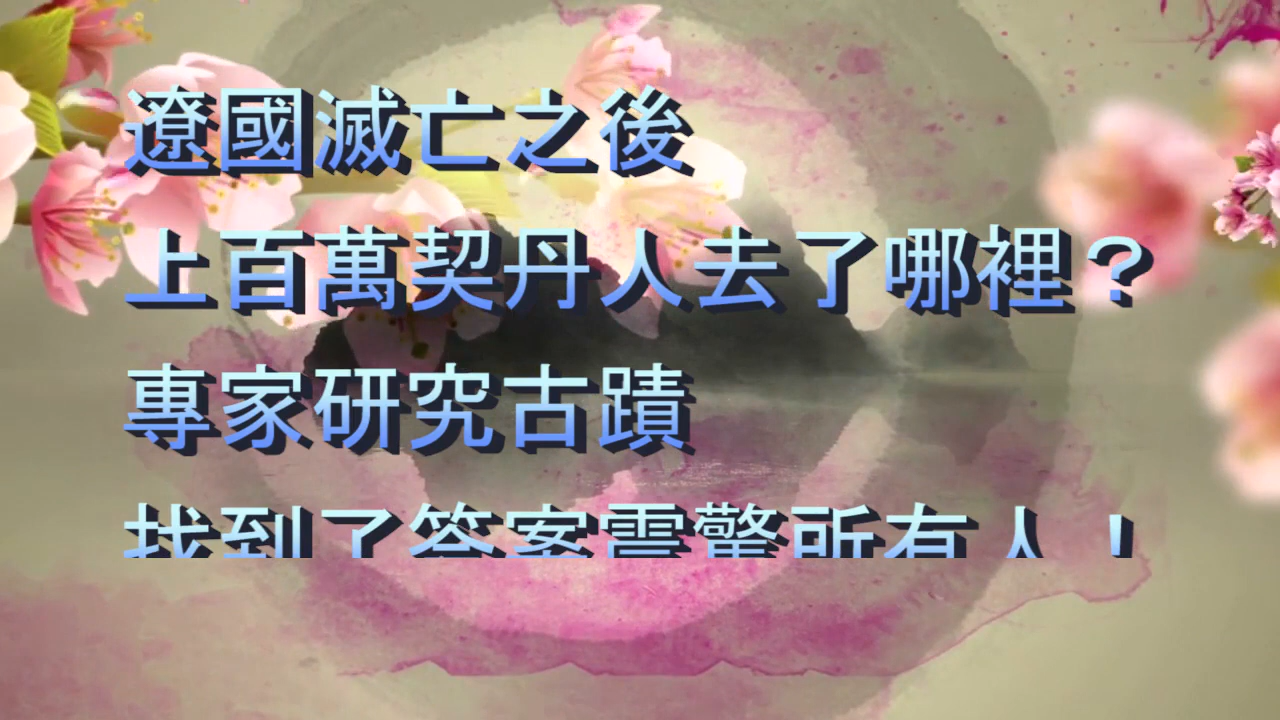 遼國滅亡之後
上百萬契丹人去了哪裡？
專家研究古蹟
找到了答案震驚所有人！